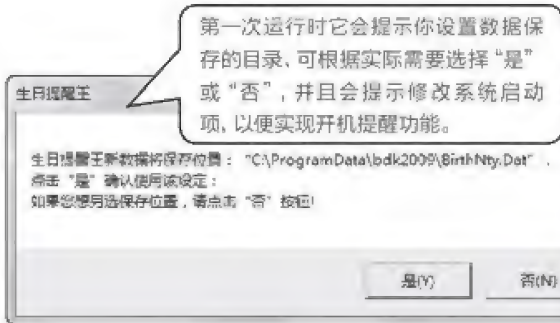 第一次运行时它会提示你设置数据保
存的目录、可根据实际需要选择“是”
或“否”，并且会提示修改系统启动
项，以便实现开机提醒功能。
生日提醒王
生日提醒王新数据将保存位置： "C:\ProgramData\bdk2009\BirthNty.Dat" ，
点击 "是" 确认使用该设定：
如果您想另选保存位置，请点击 "否" 按钮!
是(Y)
否(N)